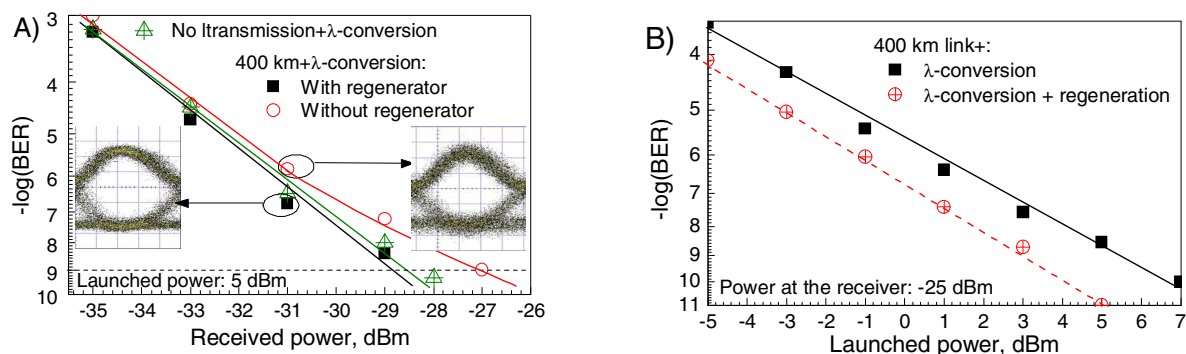 A)
No ltransmission+λ-conversion
400 km+λ-conversion:
With regenerator
Without regenerator
3
4
5
6
7
8
9
10
-log(BER)
Launched power: 5 dBm
-35
-34
-33
-32
-31
-30
-29
-28
-27
-26
Received power, dBm
B)
400 km link+:
λ-conversion
λ-conversion + regeneration
4
5
6
7
8
9
10
11
-log(BER)
Power at the receiver: -25 dBm
-5
-4
-3
-2
-1
0
1
2
3
4
5
6
7
Launched power, dBm